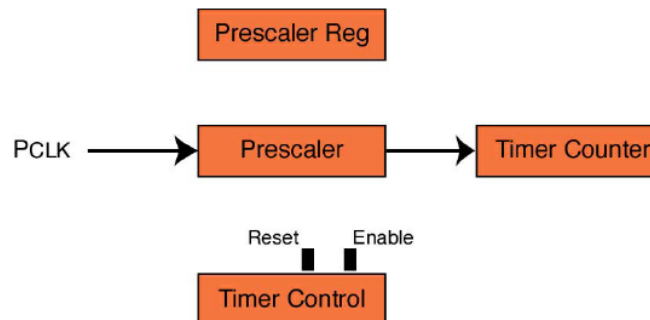 Prescaler Reg
PCLK
Prescaler
Timer Counter
Reset
Enable
Timer Control